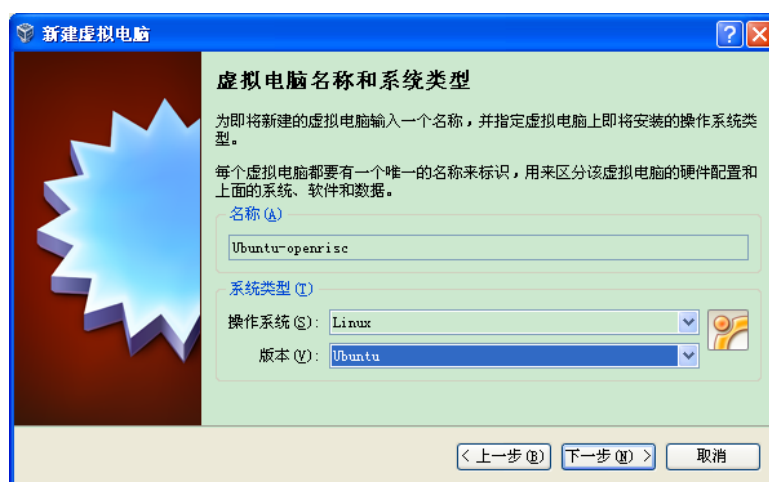 新建虚拟电脑
虚拟电脑名称和系统类型
为即将新建的虚拟电脑输入一个名称，并指定虚拟电脑上即将安装的操作系统类
型。
每个虚拟电脑都要有一个唯一的名称来标识，用来区分该虚拟电脑的硬件配置和
上面的系统、软件和数据。
名称(A)
Ubuntu-openrisc
系统类型(T)
操作系统(S): Linux
版本(V): Ubuntu
< 上一步(B) 下一步(N) > 取消